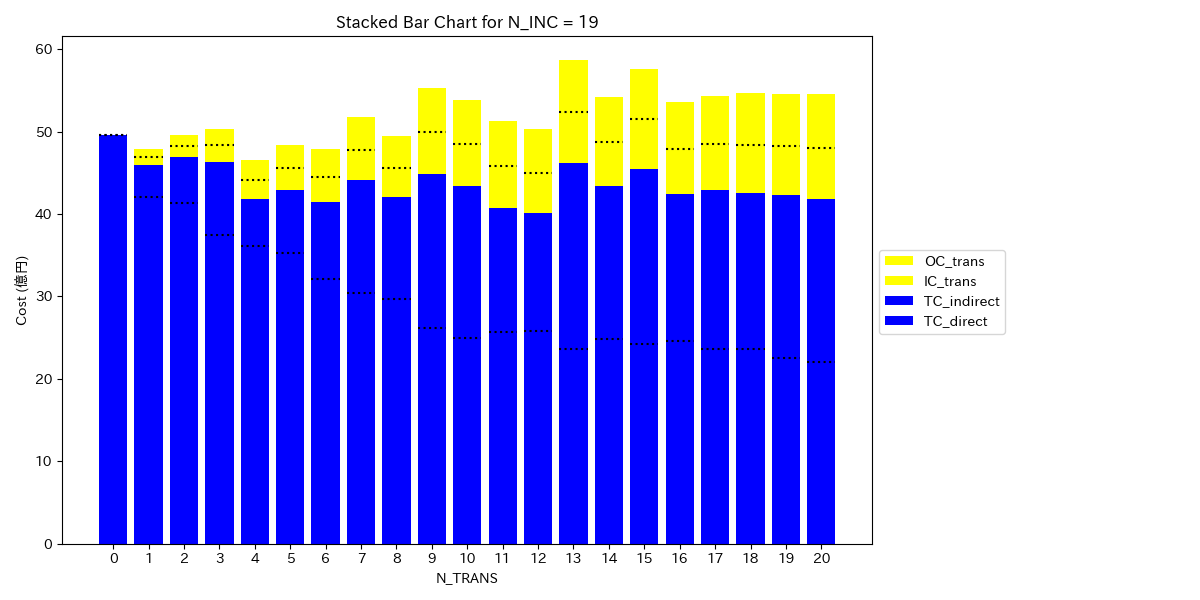 Stacked Bar Chart for N_INC = 19
Cost (億円)
60
50
40
30
20
10
0
0 1 2 3 4 5 6 7 8 9 10 11 12 13 14 15 16 17 18 19 20
N_TRANS
OC_trans
IC_trans
TC_indirect
TC_direct